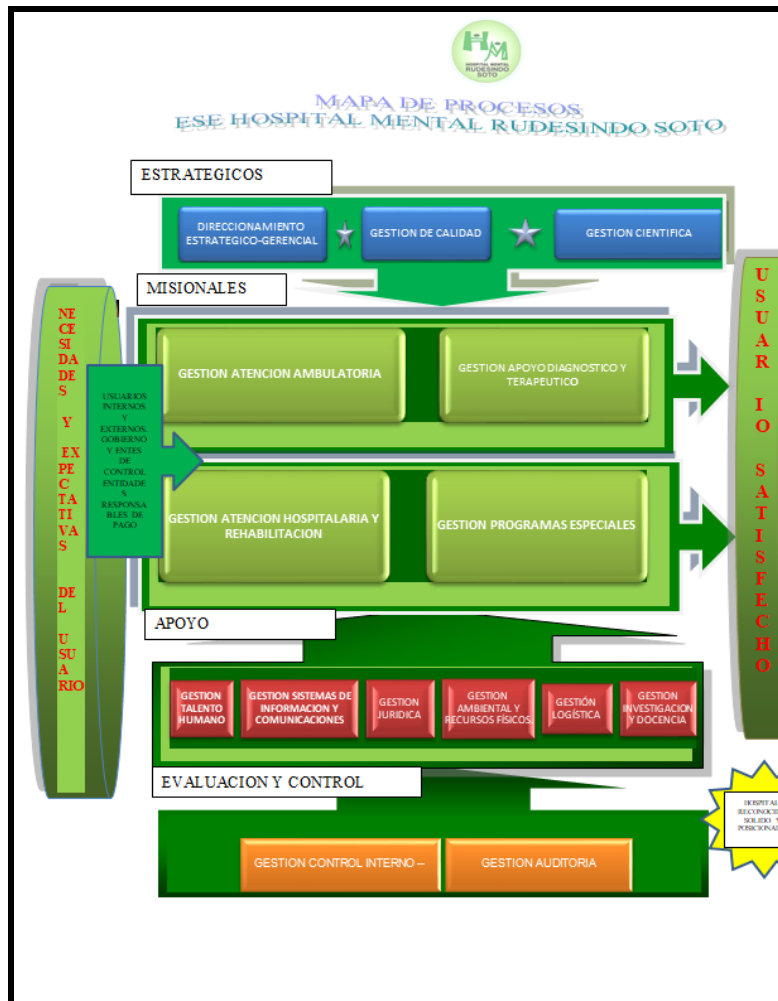 HOSPITAL MENTAL
RUDESINDO
SOTO
MAPA DE PROCESOS
ESE HOSPITAL MENTAL RUDESINDO SOTO
ESTRATEGICOS
DIRECCIONAMIENTO
ESTRATEGICO-GERENCIAL
GESTION DE CALIDAD
GESTION CIENTIFICA
MISIONALES
NE
CE
SI
DA
DE
S
Y
EX
PE
C
TA
TI
VA
S
DE
L
U
SU
A
RIO
USUARIOS
INTERNOS
Y
EXTERNOS,
GOBIERNO
Y ENTES
DE
CONTROL
ENTIDADE
S
RESPONSA
BLES DE
PAGO
GESTION ATENCION AMBULATORIA
GESTION APOYO DIAGNOSTICO Y
TERAPEUTICO
GESTION ATENCION HOSPITALARIA Y
REHABILITACION
GESTION PROGRAMAS ESPECIALES
U
S
U
A
R
IO
S
A
T
I
S
F
E
C
H
O
APOYO
GESTION
TALENTO
HUMANO
GESTION SISTEMAS DE
INFORMACION Y
COMUNICACIONES
GESTION
JURIDICA
GESTION
AMBIENTAL Y
RECURSOS FÍSICOS.
GESTIÓN
LOGÍSTICA
GESTION
INVESTIGACION
Y DOCENCIA
EVALUACION Y CONTROL
GESTION CONTROL INTERNO –
GESTION AUDITORIA
HOSPITAL
SOLIDO Y